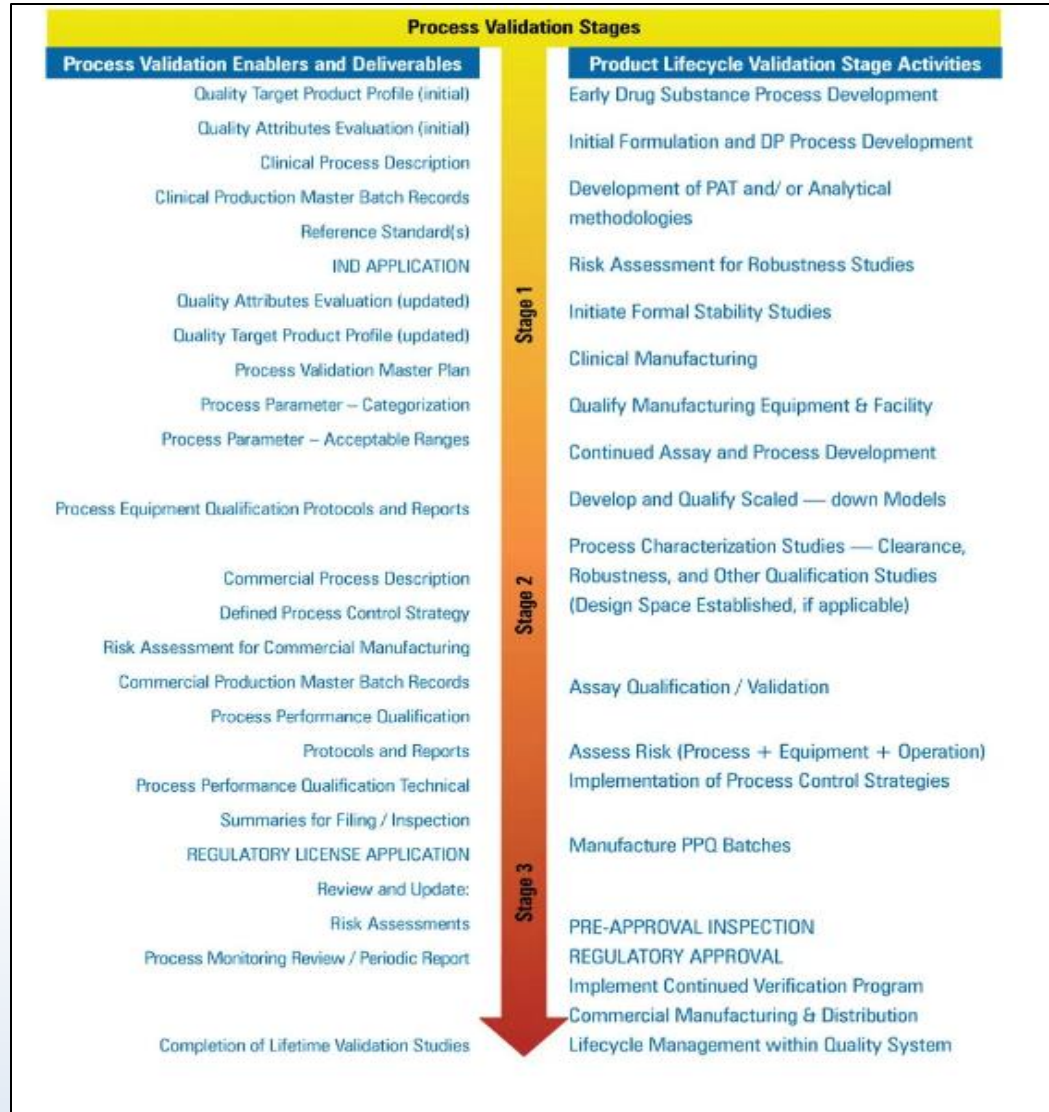 Process Validation Stages
Process Validation Enablers and Deliverables
Quality Target Product Profile (initial)
Quality Attributes Evaluation (initial)
Clinical Process Description
Clinical Production Master Batch Records
Reference Standard(s)
IND APPLICATION
Quality Attributes Evaluation (updated)
Quality Target Product Profile (updated)
Process Validation Master Plan
Process Parameter – Categorization
Process Parameter – Acceptable Ranges
Process Equipment Qualification Protocols and Reports
Commercial Process Description
Defined Process Control Strategy
Risk Assessment for Commercial Manufacturing
Commercial Production Master Batch Records
Process Performance Qualification
Protocols and Reports
Process Performance Qualification Technical
Summaries for Filing / Inspection
REGULATORY LICENSE APPLICATION
Review and Update:
Risk Assessments
Process Monitoring Review / Periodic Report
Completion of Lifetime Validation Studies
Stage 1
Stage 2
Stage 3
Product Lifecycle Validation Stage Activities
Early Drug Substance Process Development
Initial Formulation and DP Process Development
Development of PAT and/ or Analytical
methodologies
Risk Assessment for Robustness Studies
Initiate Formal Stability Studies
Clinical Manufacturing
Qualify Manufacturing Equipment & Facility
Continued Assay and Process Development
Develop and Qualify Scaled — down Models
Process Characterization Studies — Clearance,
Robustness, and Other Qualification Studies
(Design Space Established, if applicable)
Assay Qualification / Validation
Assess Risk (Process + Equipment + Operation)
Implementation of Process Control Strategies
Manufacture PPQ Batches
PRE-APPROVAL INSPECTION
REGULATORY APPROVAL
Implement Continued Verification Program
Commercial Manufacturing & Distribution
Lifecycle Management within Quality System